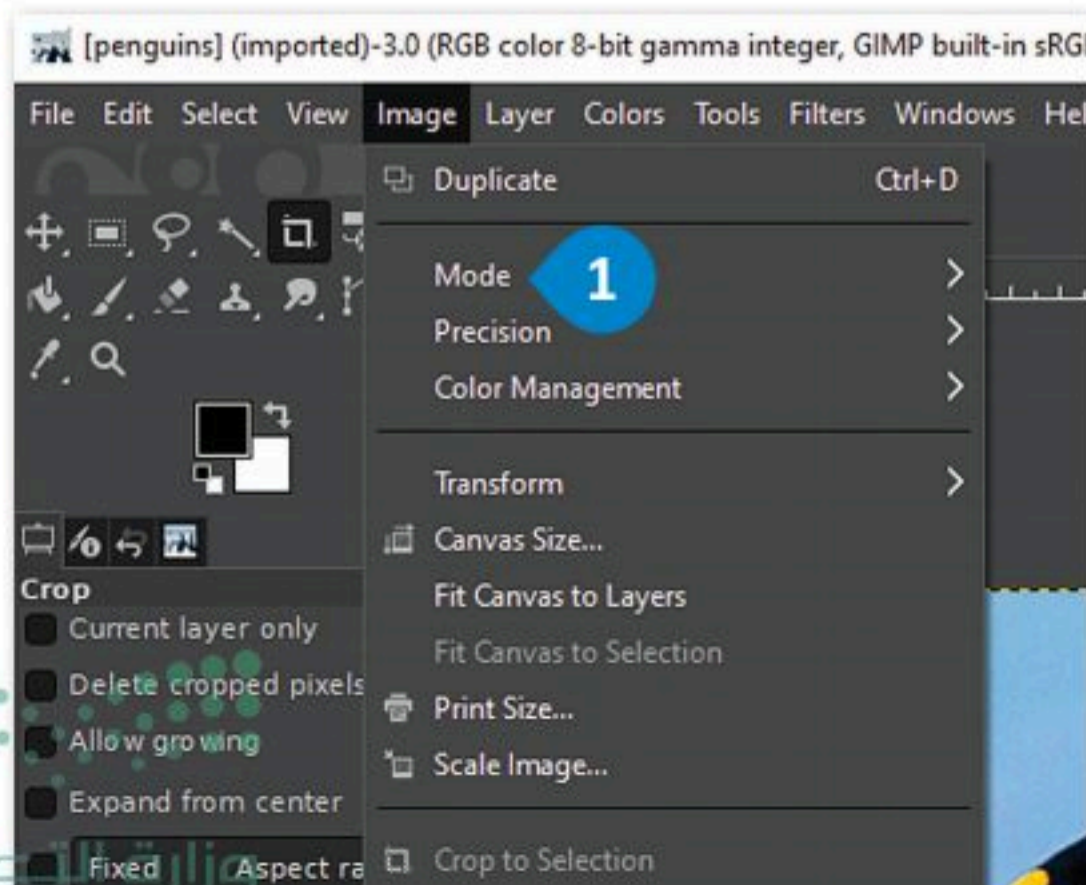 [penguins] (imported)-3.0 (RGB color 8-bit gamma integer, GIMP built-in sRGB
File Edit Select View Image Layer Colors Tools Filters Windows Hel
Duplicate Ctrl+D
Mode 1
Precision
Color Management
Transform
Canvas Size...
Fit Canvas to Layers
Fit Canvas to Selection
Print Size...
Scale Image...
Crop to Selection
Crop
Current layer only
Delete cropped pixels
Allow growing
Expand from center
Fixed Aspect ra
وزارة